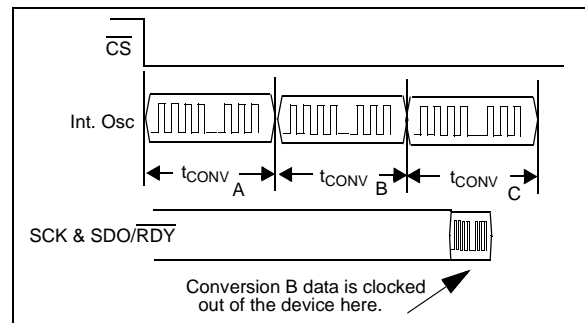 CS
Int. Osc
tCONV A
tCONV B
tCONV C
SCK & SDO/RDY
Conversion B data is clocked
out of the device here.